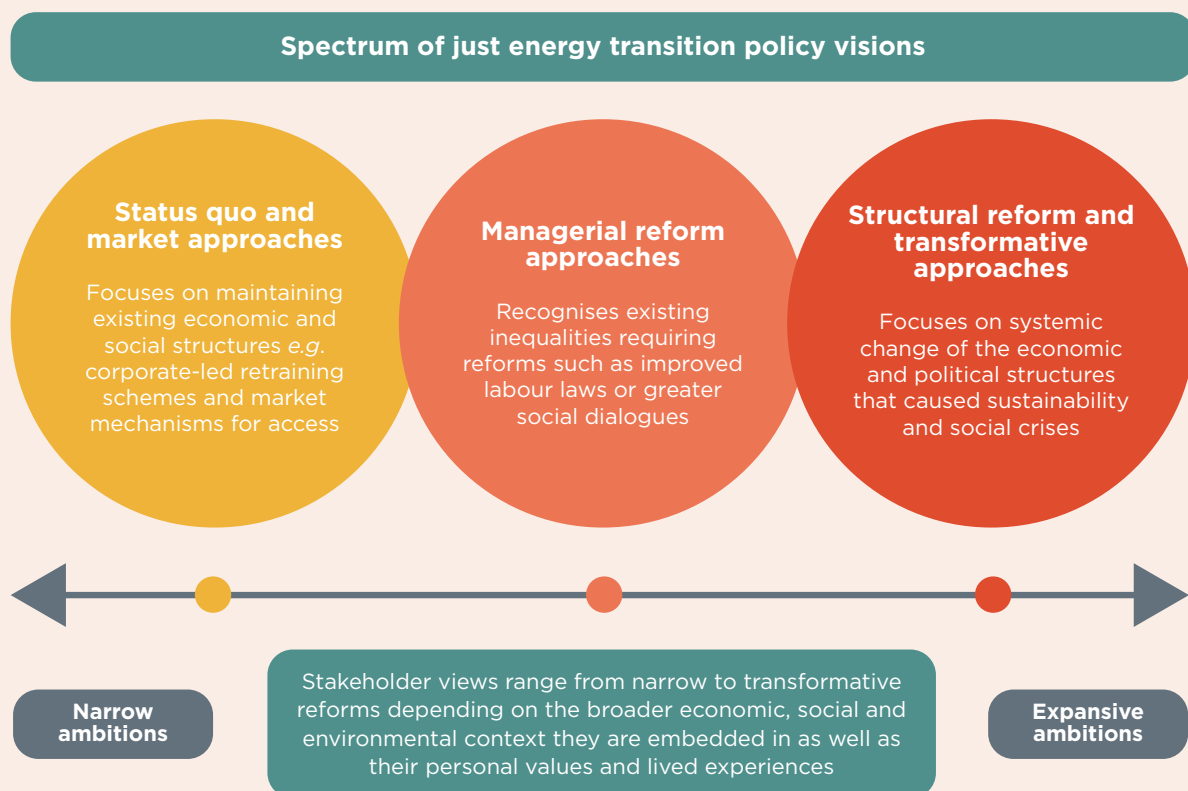 Spectrum of just energy transition policy visions
Status quo and
market approaches
Focuses on maintaining
existing economic and
social structures e.g.
corporate-led retraining
schemes and market
mechanisms for access
Managerial reform
approaches
Recognises existing
inequalities requiring
reforms such as improved
labour laws or greater
social dialogues
Structural reform and
transformative
approaches
Focuses on systemic
change of the economic
and political structures
that caused sustainability
and social crises
Narrow
ambitions
Stakeholder views range from narrow to transformative
reforms depending on the broader economic, social and
environmental context they are embedded in as well as
their personal values and lived experiences
Expansive
ambitions